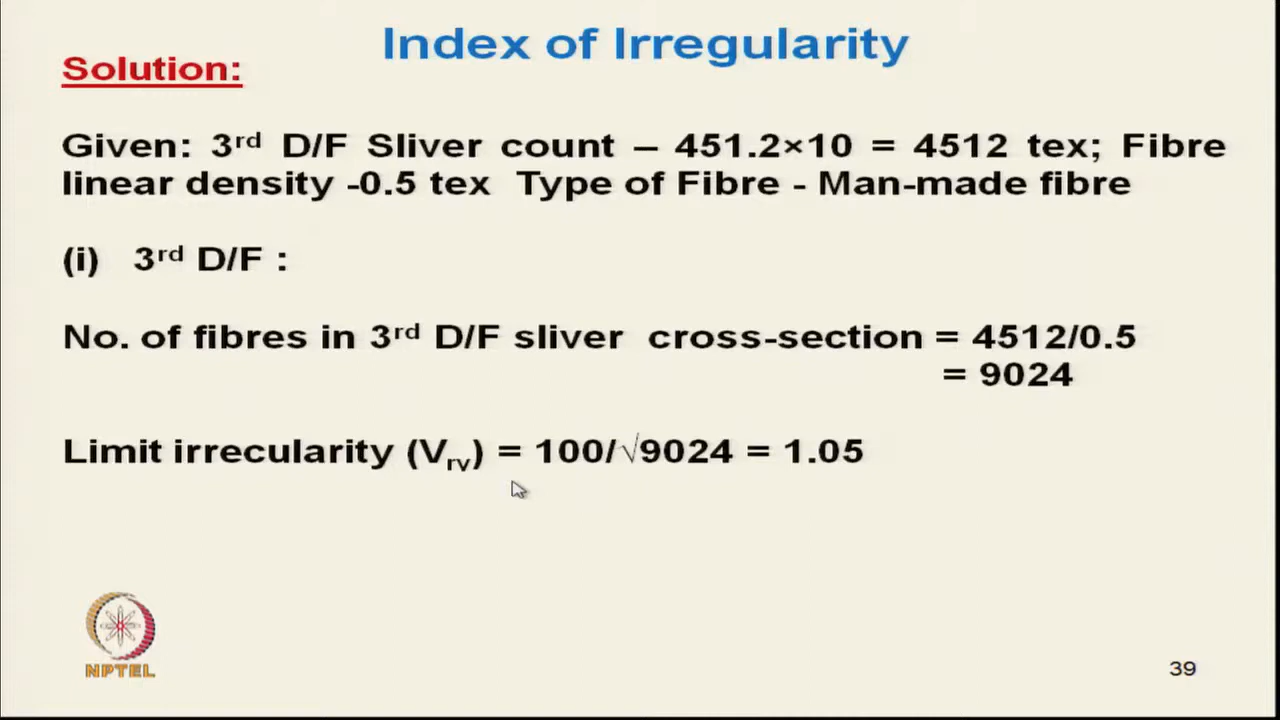 Index of Irregularity
Solution:
Given: 3rd D/F Sliver count – 451.2×10 = 4512 tex; Fibre
linear density -0.5 tex Type of Fibre - Man-made fibre
(i) 3rd D/F :
No. of fibres in 3rd D/F sliver cross-section = 4512/0.5
= 9024
Limit irrecularity (Vrv) = 100/√9024 = 1.05
NPTEL
39